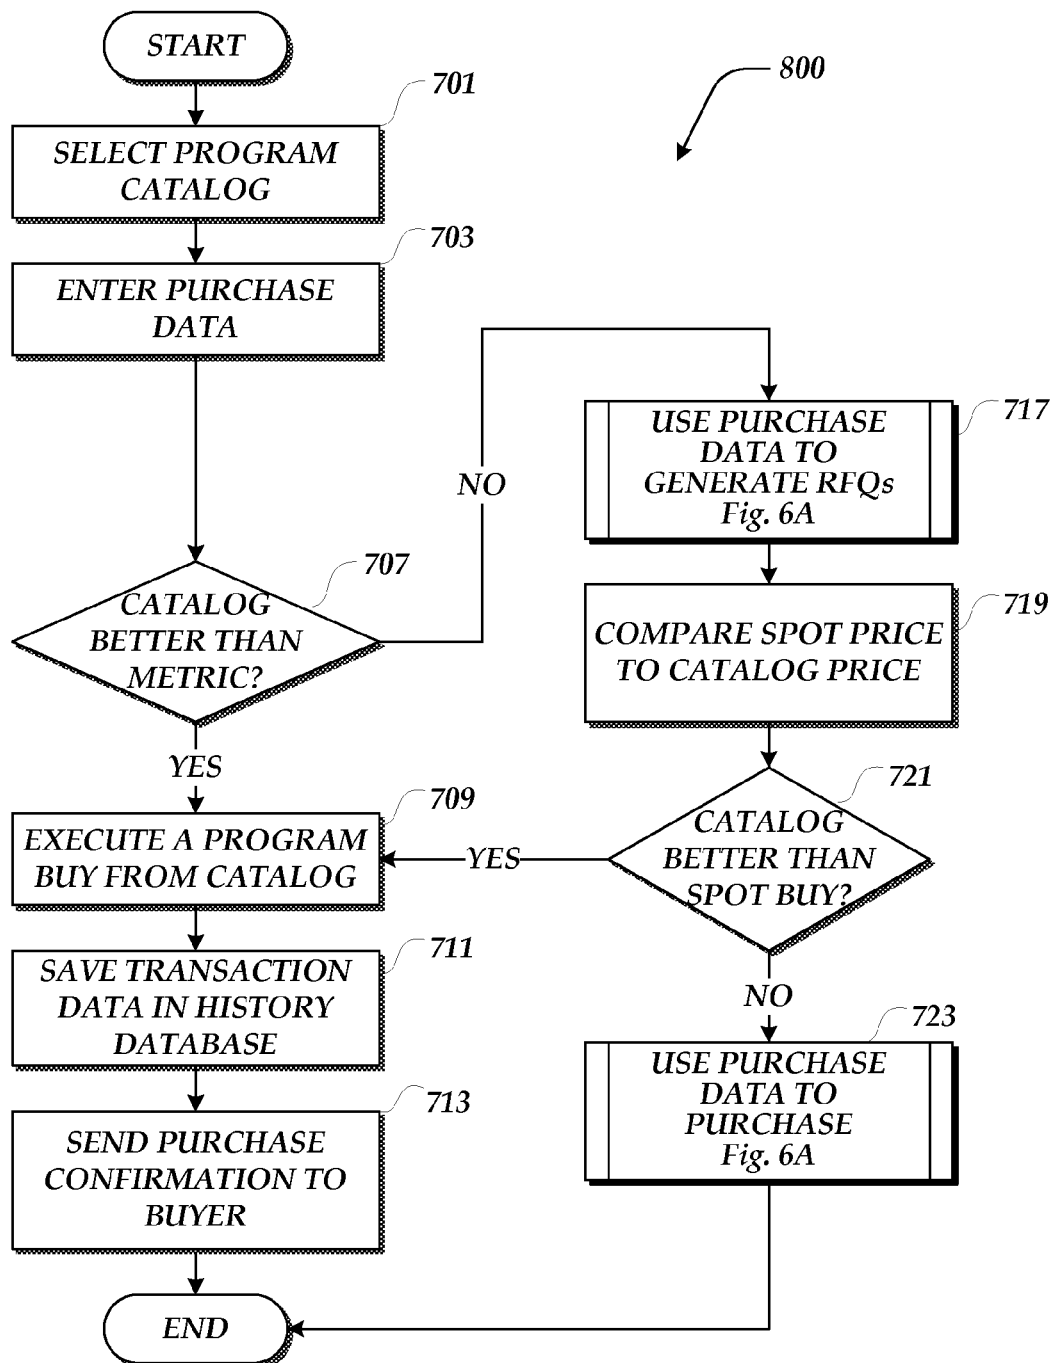 START
800
701
SELECT PROGRAM
CATALOG
703
ENTER PURCHASE
DATA
707
CATALOG
BETTER THAN
METRIC?
NO
YES
717
USE PURCHASE
DATA TO
GENERATE RFQs
Fig. 6A
719
COMPARE SPOT PRICE
TO CATALOG PRICE
721
CATALOG
BETTER THAN
SPOT BUY?
YES
NO
709
EXECUTE A PROGRAM
BUY FROM CATALOG
711
SAVE TRANSACTION
DATA IN HISTORY
DATABASE
713
SEND PURCHASE
CONFIRMATION TO
BUYER
723
USE PURCHASE
DATA TO
PURCHASE
Fig. 6A
END